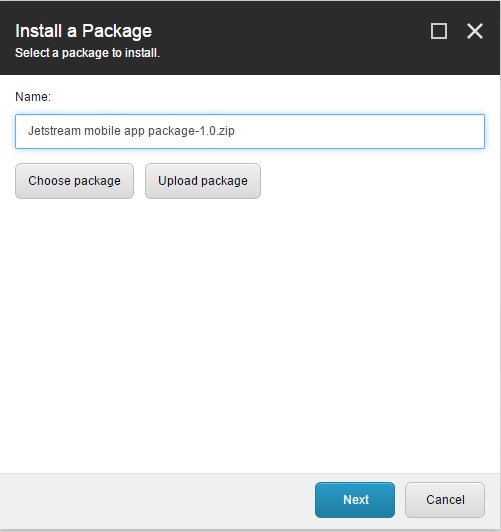 Install a Package
Select a package to install.
Name:
Jetstream mobile app package-1.0.zip
Choose package
Upload package
Next
Cancel